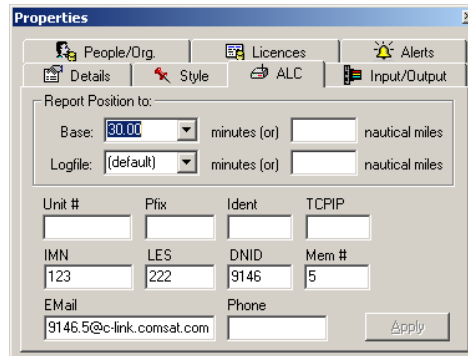 Properties
People/Org. Licences Alerts
Details Style ALC Input/Output
Report Position to:
Base: 30.00 minutes (or) nautical miles
Logfile: (default) minutes (or) nautical miles
Unit # Pfix Ident TCPIP
IMN LES DNID Mem #
123 222 9146 5
EMail Phone
9146.5@c-link.comsat.com Apply